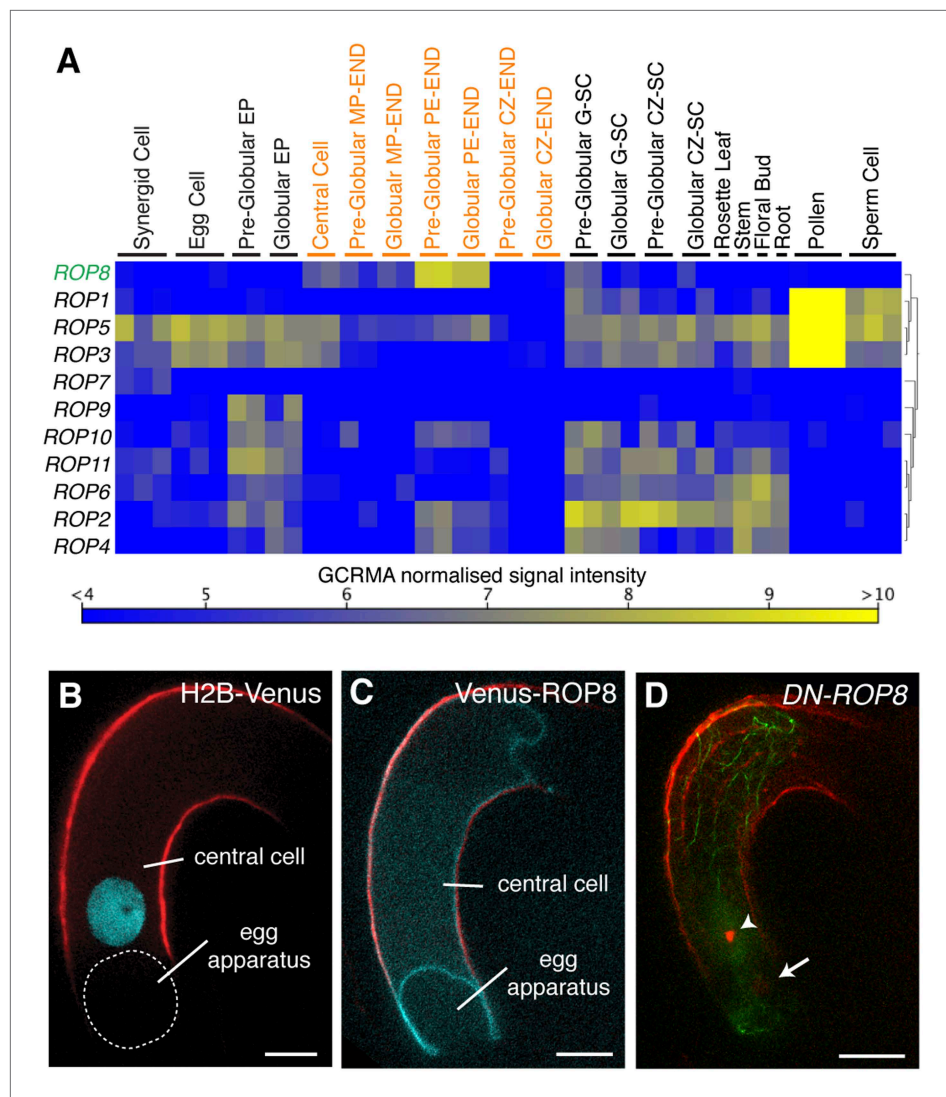 A
Synergid Cell
Egg Cell
Pre-Globular EP
Globular EP
Central Cell
Pre-Globular MP-END
Globualr MP-END
Pre-Globular PE-END
Globular PE-END
Pre-Globular CZ-END
Globular CZ-END
Pre-Globular G-SC
Globular G-SC
Pre-Globular CZ-SC
Globular CZ-SC
Rosette Leaf
Stem
Floral Bud
Root
Pollen
Sperm Cell
ROP8
ROP1
ROP5
ROP3
ROP7
ROP9
ROP10
ROP11
ROP6
ROP2
ROP4
GCRMA normalised signal intensity
<4 5 6 7 8 9 >10
B H2B-Venus
central cell
egg
apparatus
C Venus-ROP8
central cell
egg
apparatus
D DN-ROP8